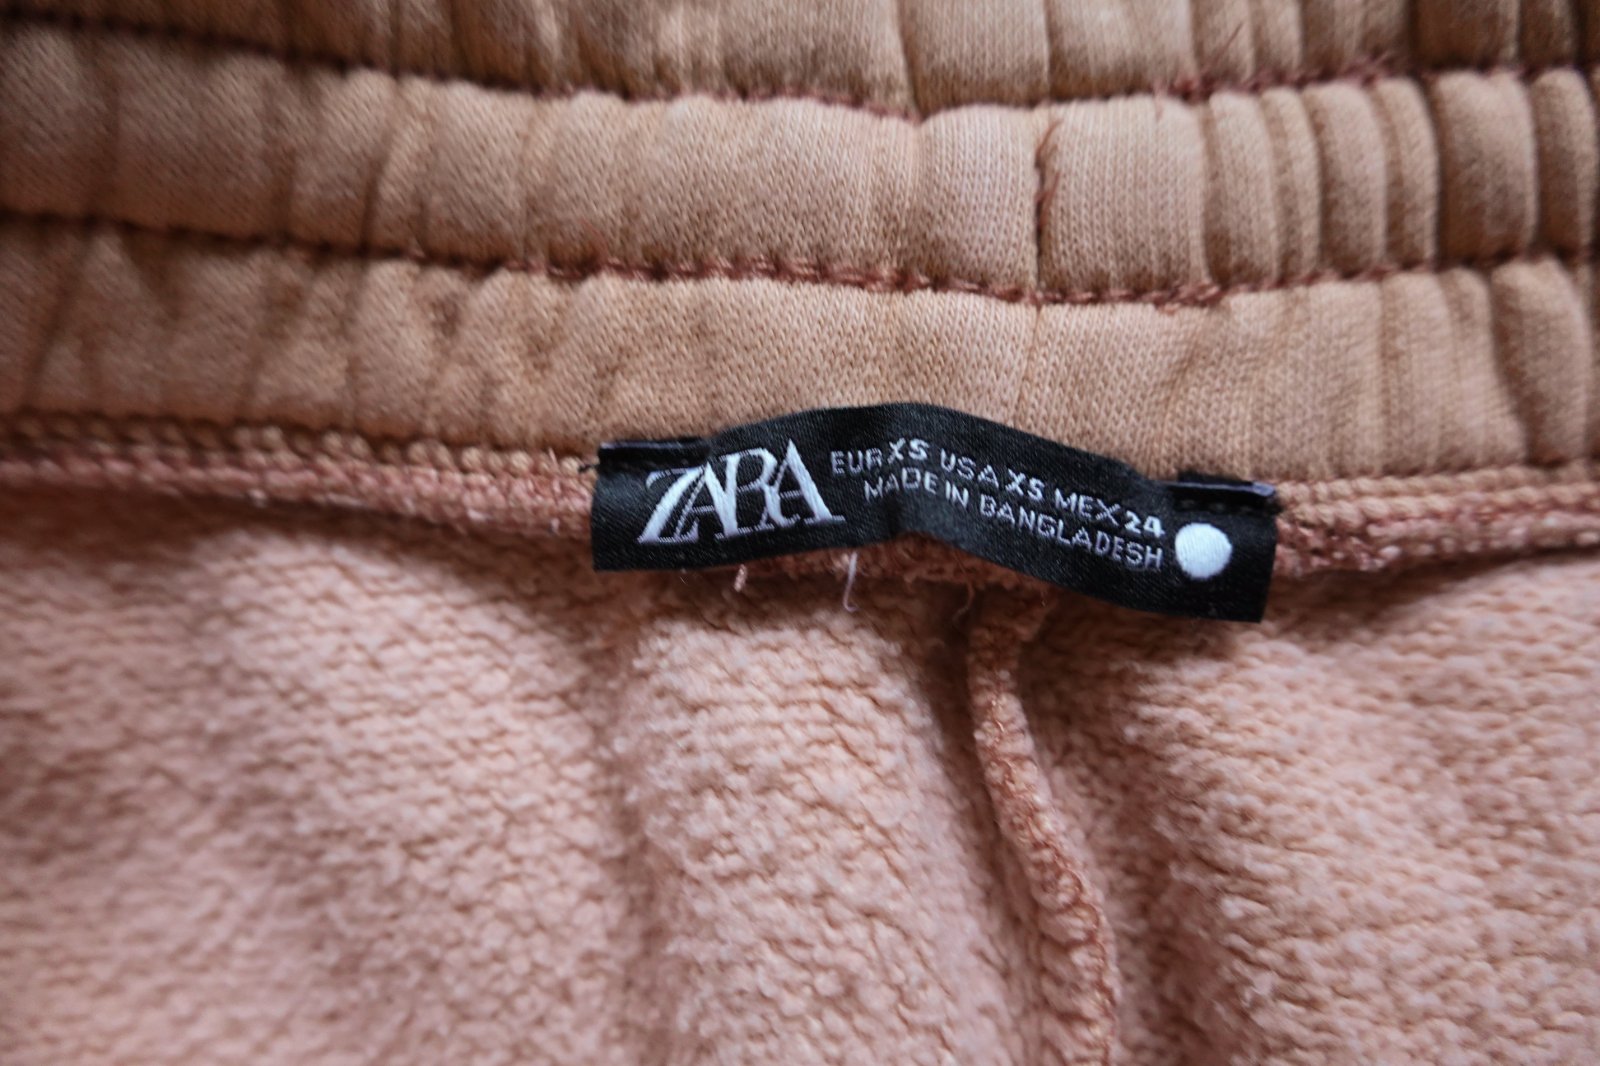 ZARA
EUR XS USA XS MEX 24
MADE IN BANGLADESH